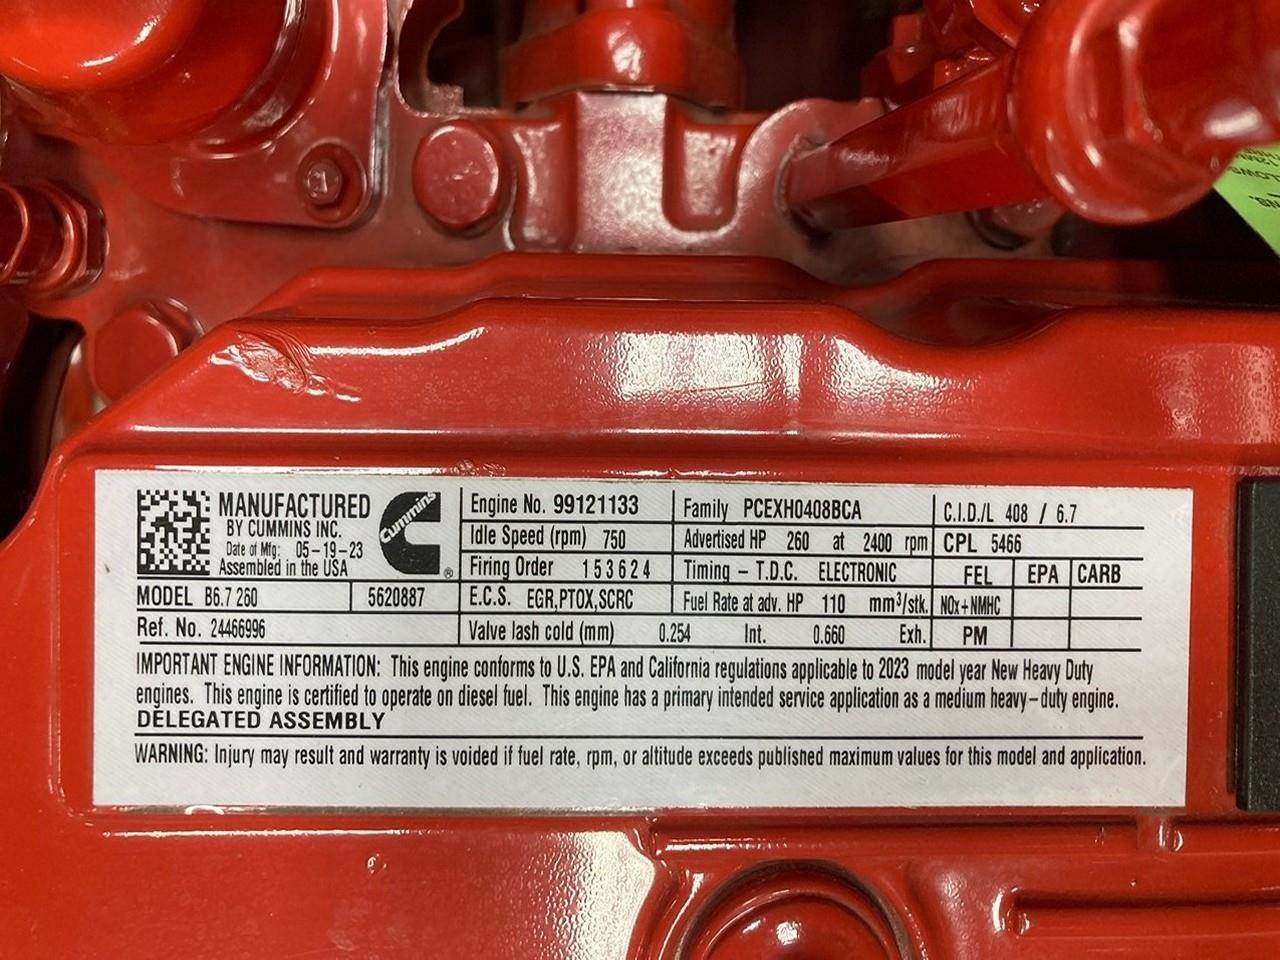 MANUFACTURED
BY CUMMINS INC.
Date of Mfg: 05-19-23
Assembled in the USA
Cummins
®
MODEL B6.7 260 5620887
Ref. No. 24466996
Engine No. 99121133
Idle Speed (rpm) 750
Firing Order 153624
E.C.S. EGR,PTOX,SCRC
Valve lash cold (mm) 0.254 Int. 0.660 Exh.
Family PCEXH0408BCA
Advertised HP 260 at 2400 rpm
Timing - T.D.C. ELECTRONIC
Fuel Rate at adv. HP 110 mm³/stk.
C.I.D./L 408 / 6.7
CPL 5466
FEL EPA CARB
NOx+NMHC
PM
IMPORTANT ENGINE INFORMATION: This engine conforms to U.S. EPA and California regulations applicable to 2023 model year New Heavy Duty
engines. This engine is certified to operate on diesel fuel. This engine has a primary intended service application as a medium heavy-duty engine.
DELEGATED ASSEMBLY
WARNING: Injury may result and warranty is voided if fuel rate, rpm, or altitude exceeds published maximum values for this model and application.